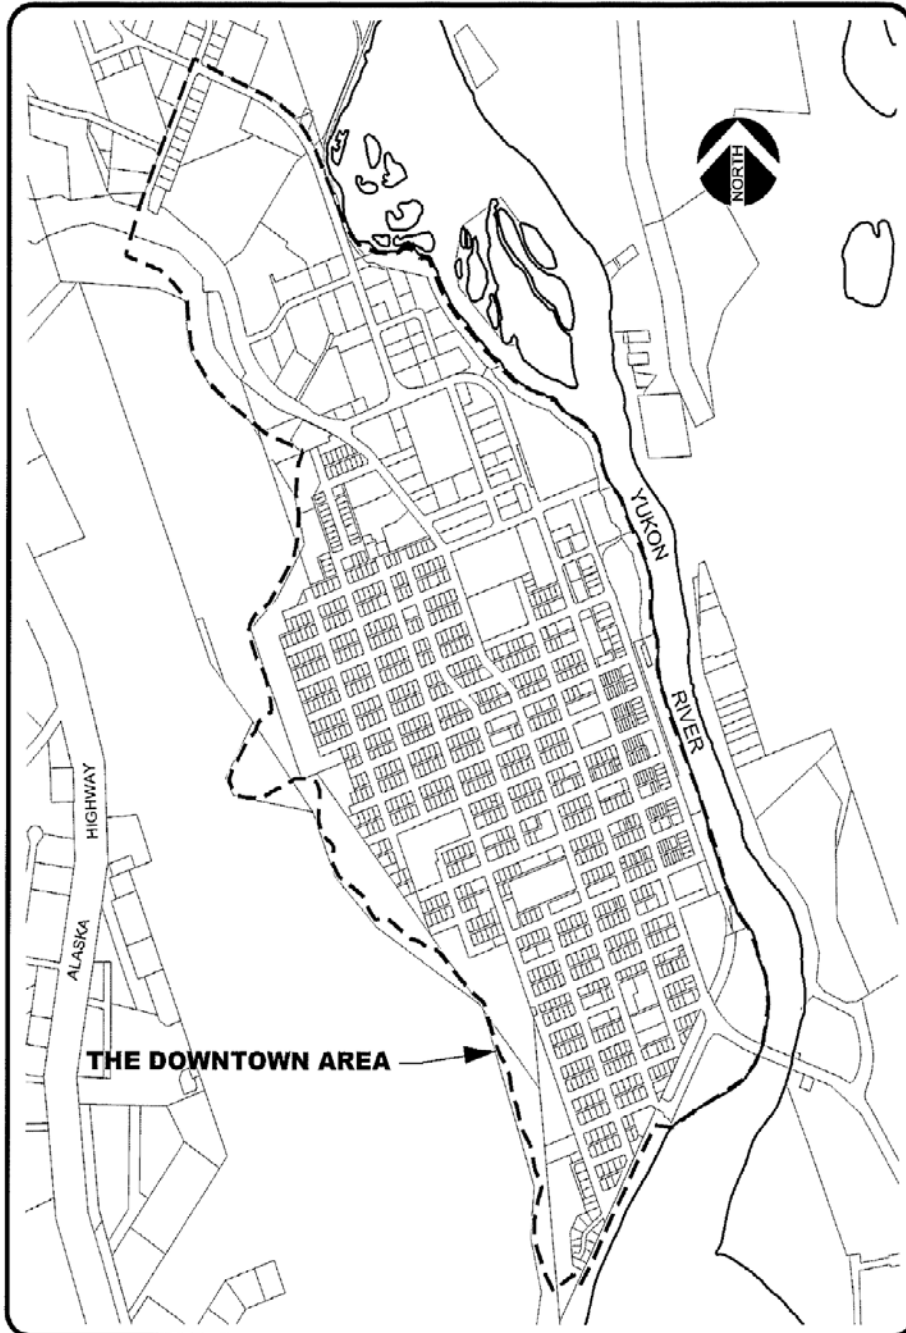 NORTH
YUKON
RIVER
HIGHWAY
ALASKA
THE DOWNTOWN AREA